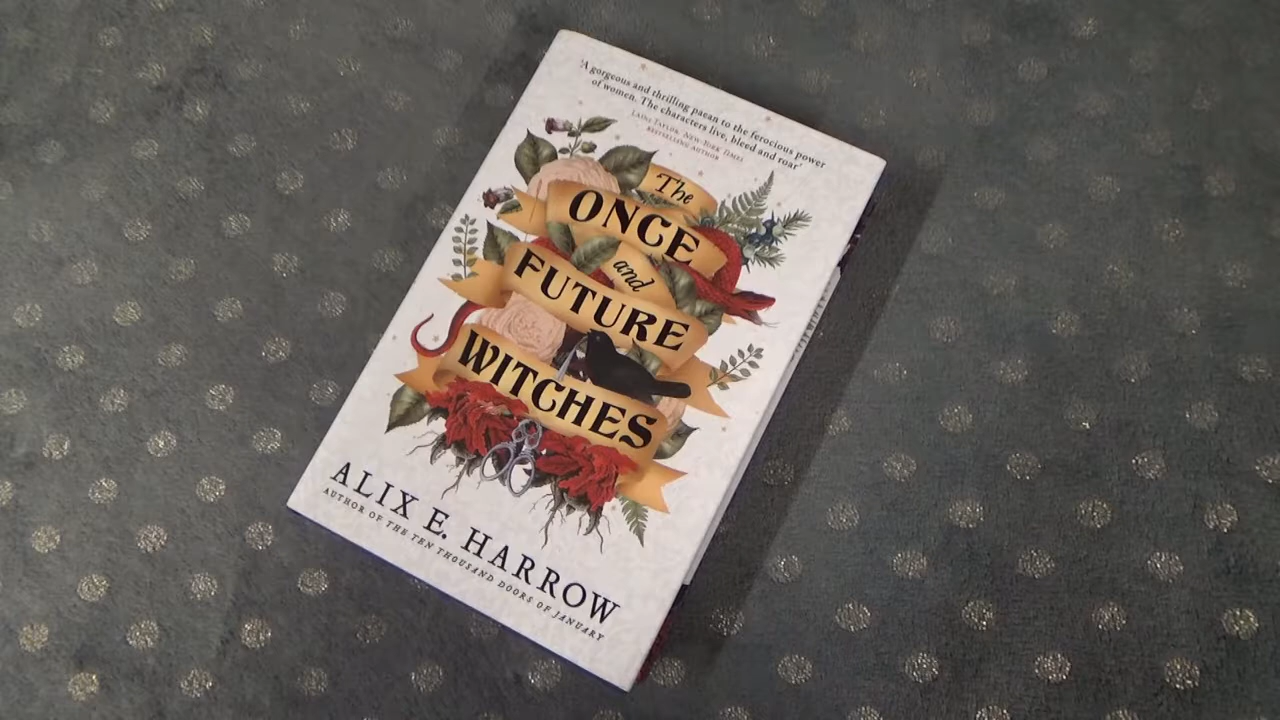 'A gorgeous and thrilling paean to the ferocious power
of women. The characters live, bleed and roar'
LAINI TAYLOR, NEW YORK TIMES
BESTSELLING AUTHOR
The
ONCE
and
FUTURE
WITCHES
ALIX E. HARROW
AUTHOR OF THE TEN THOUSAND DOORS OF JANUARY